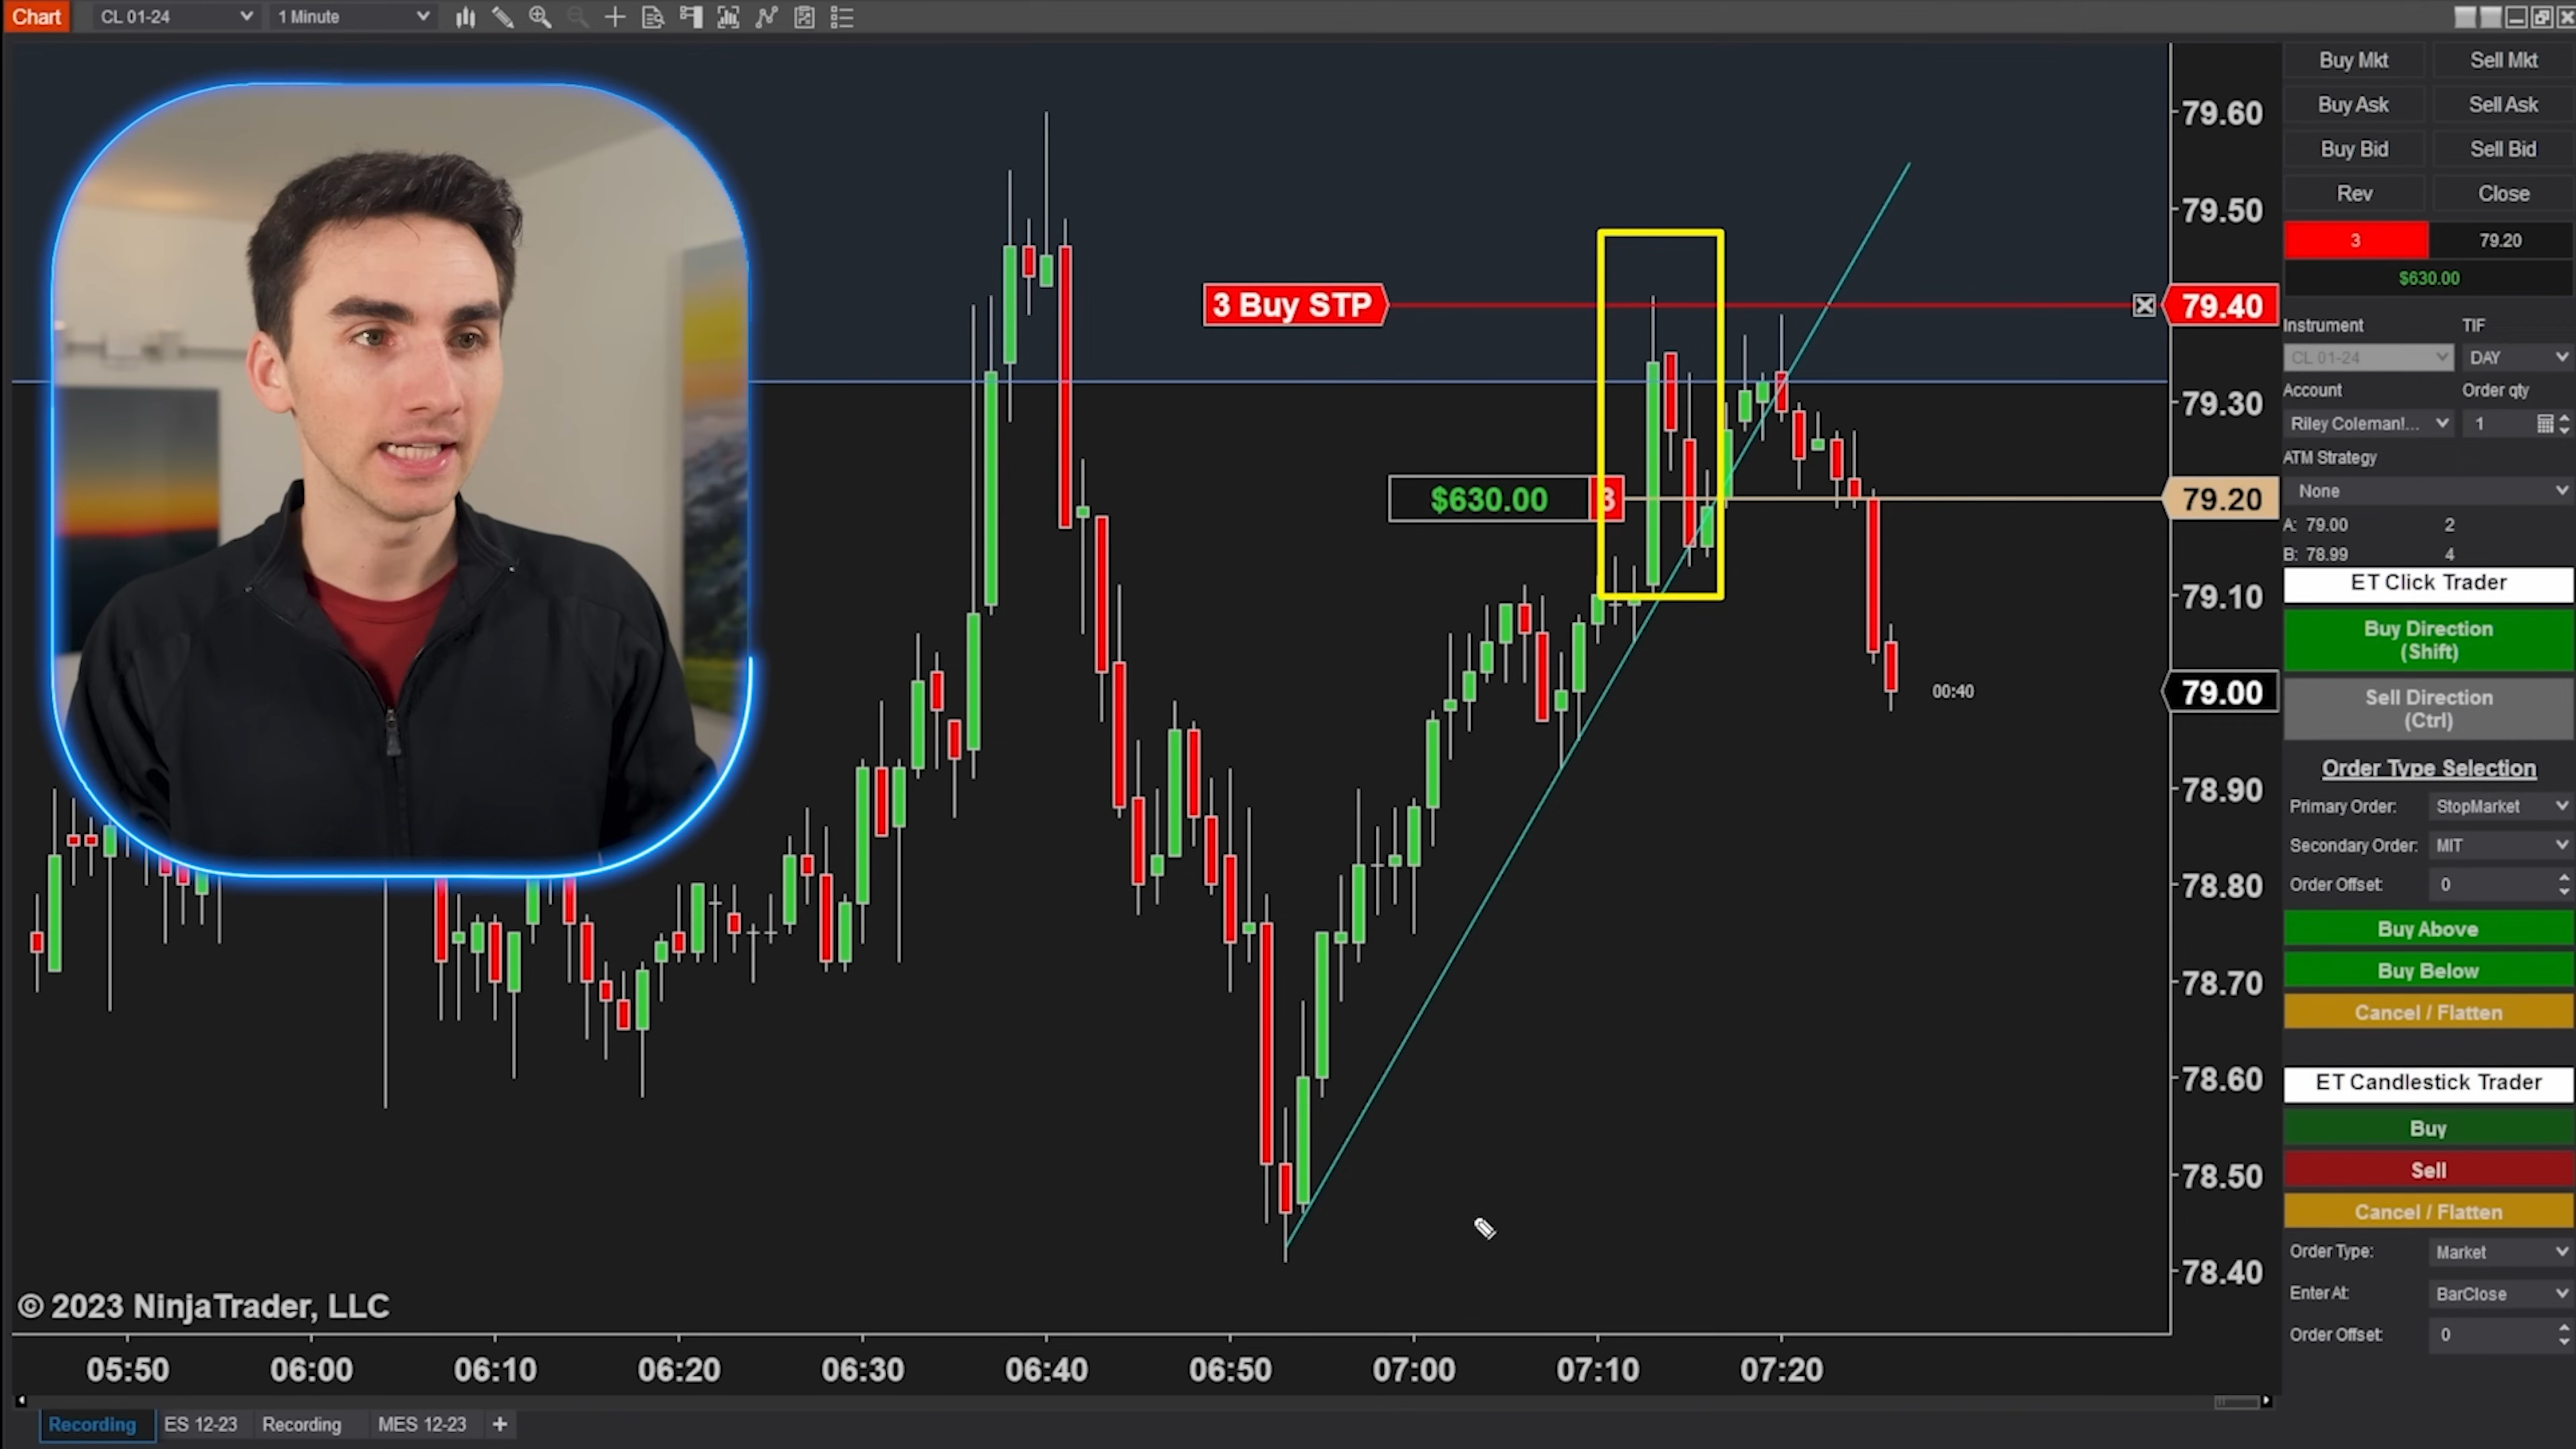 Chart CL 01-24 1 Minute
Buy Mkt Sell Mkt
Buy Ask Sell Ask
Buy Bid Sell Bid
Rev Close
3 79.20
$630.00
Instrument TIF
CL 01-24 DAY
Account Order qty
Riley Coleman!... 1
ATM Strategy
None
A: 79.00 2
B: 78.99 4
ET Click Trader
Buy Direction
(Shift)
Sell Direction
(Ctrl)
Order Type Selection
Primary Order: StopMarket
Secondary Order: MIT
Order Offset: 0
Buy Above
Buy Below
Cancel / Flatten
ET Candlestick Trader
Buy
Sell
Cancel / Flatten
Order Type: Market
Enter At: BarClose
Order Offset: 0
79.60
79.50
3 Buy STP 79.40
79.30
$630.00 3 79.20
79.10
00:40 79.00
78.90
78.80
78.70
78.60
78.50
78.40
© 2023 NinjaTrader, LLC
05:50 06:00 06:10 06:20 06:30 06:40 06:50 07:00 07:10 07:20
Recording ES 12-23 Recording MES 12-23 +